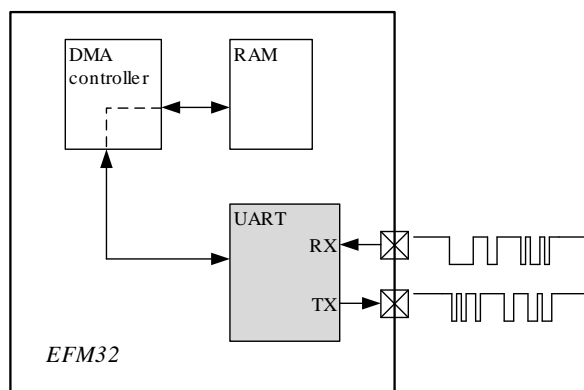 DMA
controller
RAM
UART
RX
TX
EFM32